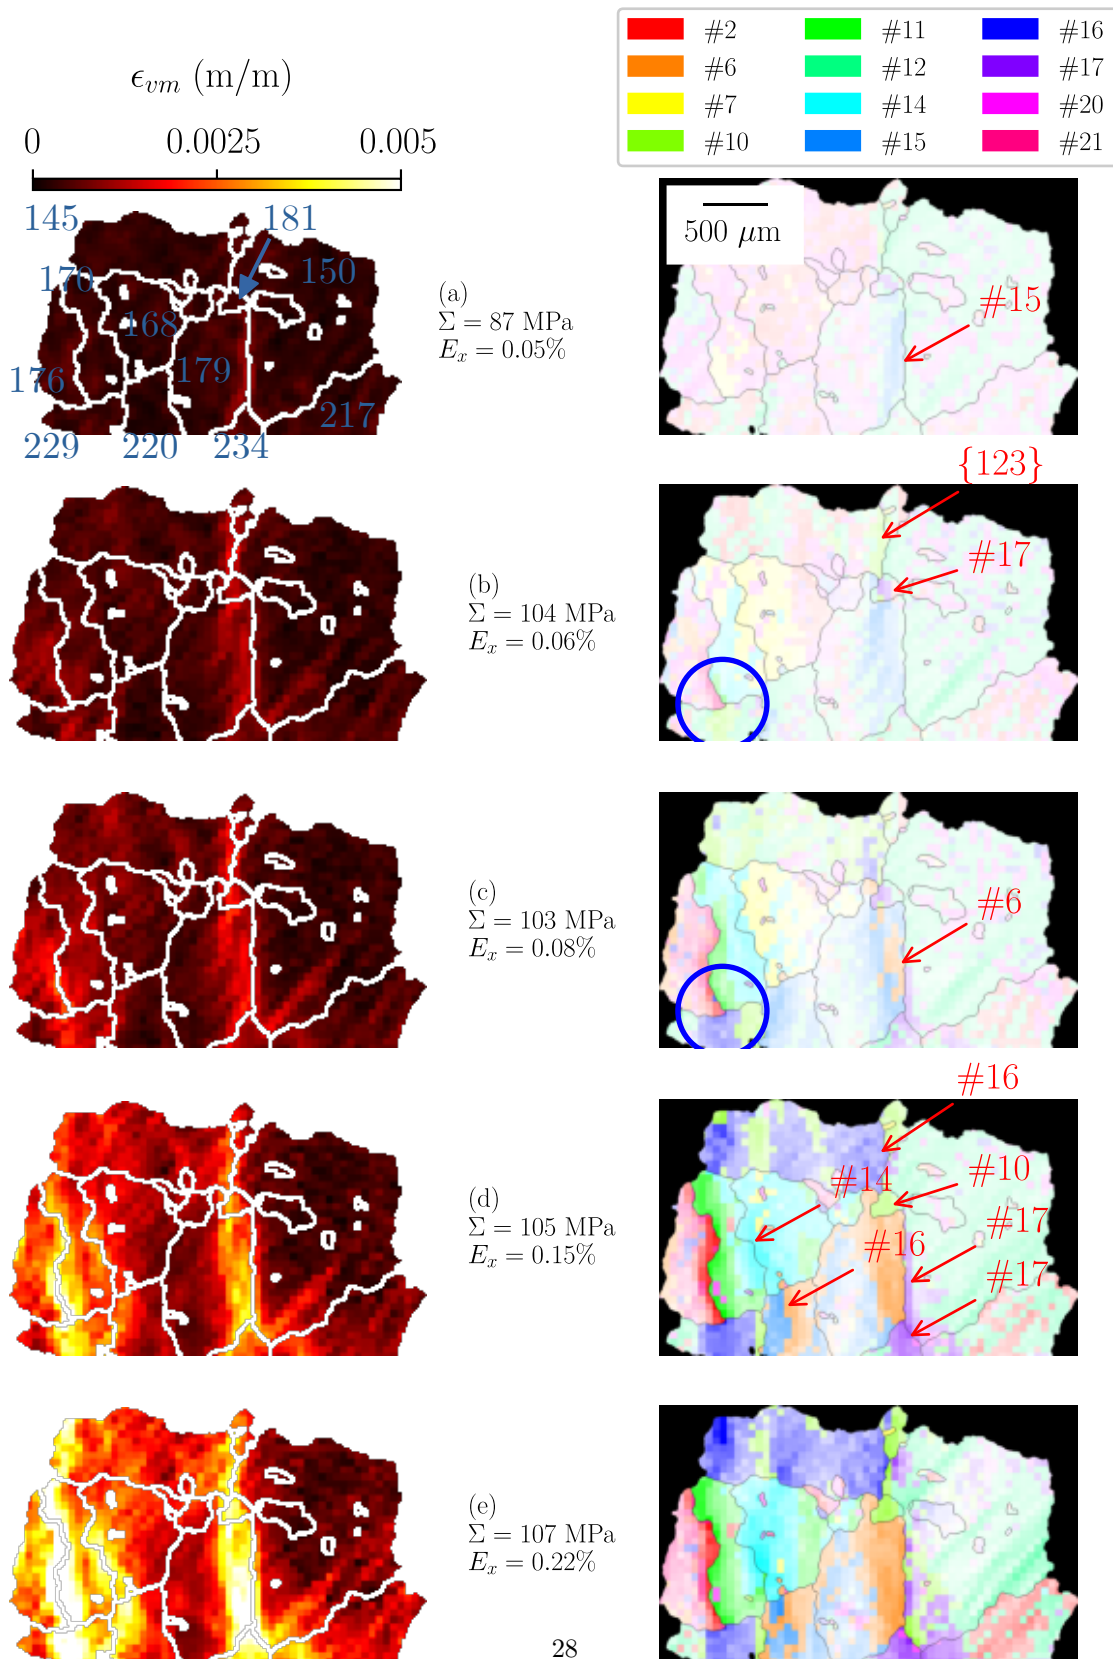 #2 #11 #16
#6 #12 #17
#7 #14 #20
#10 #15 #21
ϵ_{vm} (m/m)
0 0.0025 0.005
145 181
170 150
168
176 179
217
229 220 234
(a)
Σ = 87 MPa
E_x = 0.05%
500 μm
#15
{123}
#17
(b)
Σ = 104 MPa
E_x = 0.06%
(c)
Σ = 103 MPa
E_x = 0.08%
#6
#16
#14 #10
#16 #17
#17
(d)
Σ = 105 MPa
E_x = 0.15%
(e)
Σ = 107 MPa
E_x = 0.22%
28